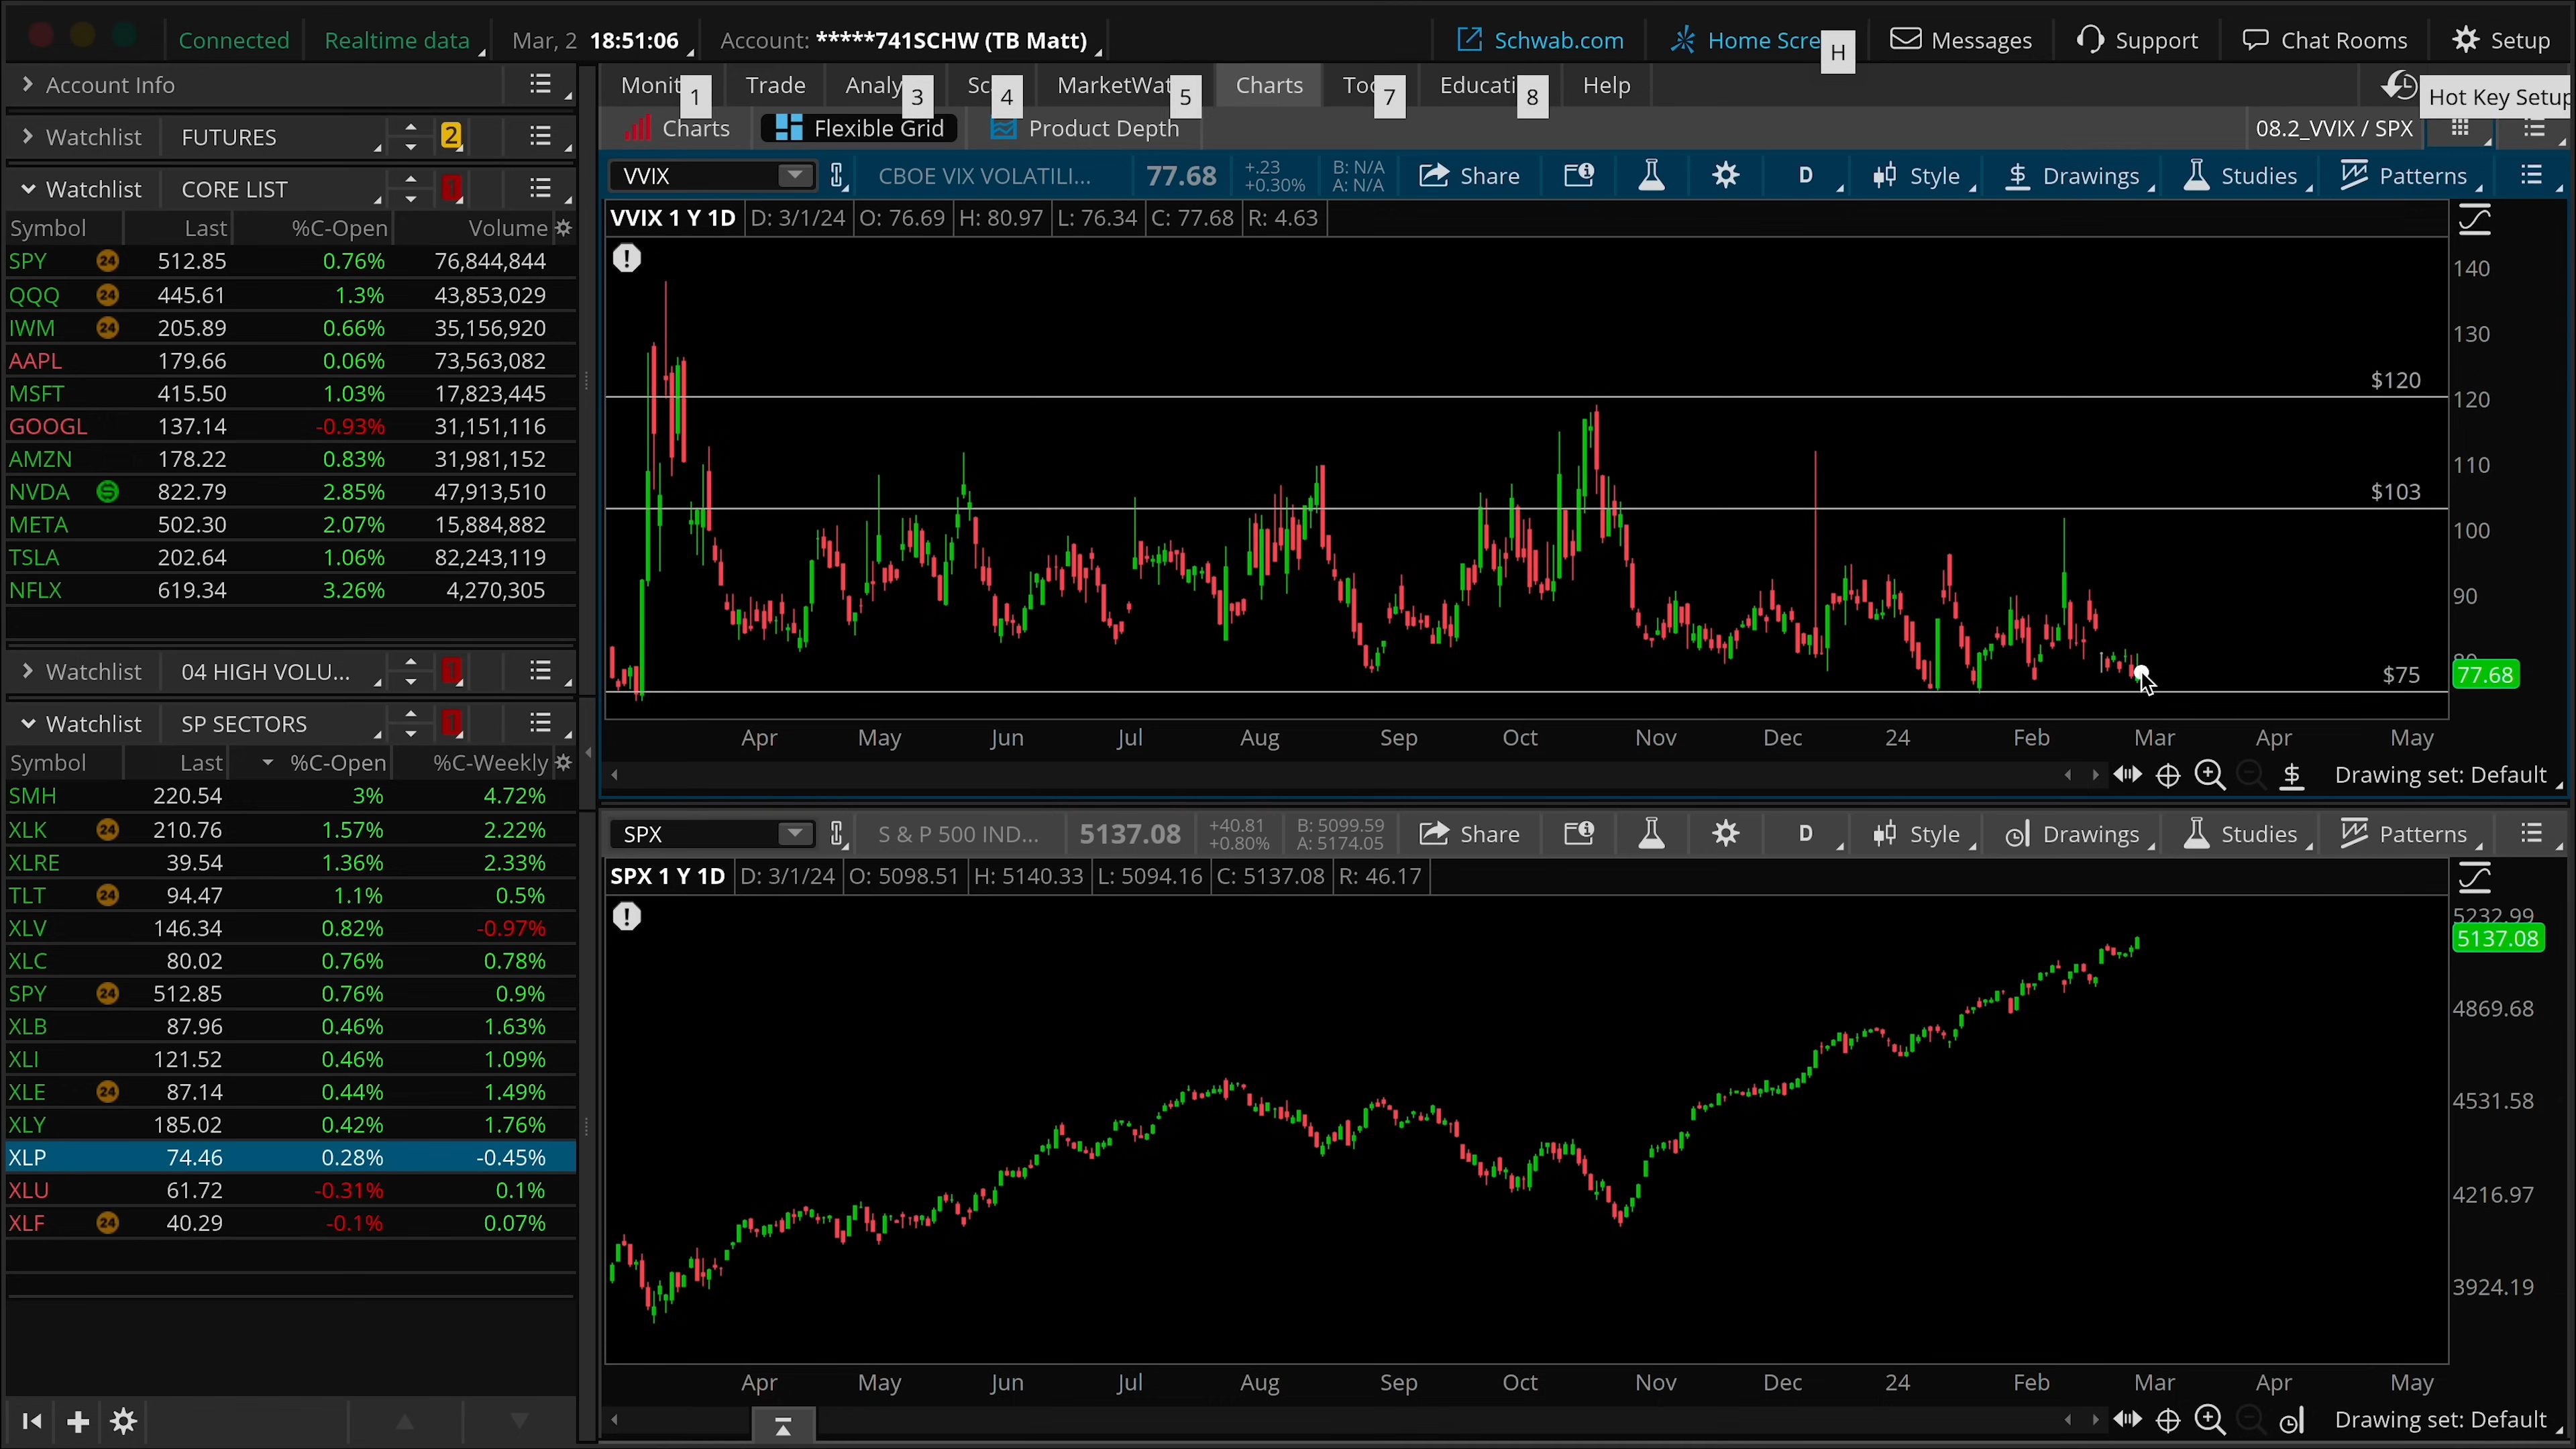 Connected Realtime data Mar, 2 18:51:06 Account: *****741SCHW (TB Matt) Schwab.com Home Scre H Messages Support Chat Rooms Setup
Account Info
Monit 1 Trade Analy 3 Sc 4 MarketWat 5 Charts Too 7 Educati 8 Help Hot Key Setup
Charts Flexible Grid Product Depth 08.2_VVIX / SPX
Watchlist FUTURES 2
Watchlist CORE LIST 1
Symbol Last %C-Open Volume
SPY 24 512.85 0.76% 76,844,844
QQQ 24 445.61 1.3% 43,853,029
IWM 24 205.89 0.66% 35,156,920
AAPL 179.66 0.06% 73,563,082
MSFT 415.50 1.03% 17,823,445
GOOGL 137.14 -0.93% 31,151,116
AMZN 178.22 0.83% 31,981,152
NVDA 822.79 2.85% 47,913,510
META 502.30 2.07% 15,884,882
TSLA 202.64 1.06% 82,243,119
NFLX 619.34 3.26% 4,270,305
Watchlist 04 HIGH VOLU... 1
Watchlist SP SECTORS 1
Symbol Last %C-Open %C-Weekly
SMH 220.54 3% 4.72%
XLK 24 210.76 1.57% 2.22%
XLRE 39.54 1.36% 2.33%
TLT 24 94.47 1.1% 0.5%
XLV 146.34 0.82% -0.97%
XLC 80.02 0.76% 0.78%
SPY 24 512.85 0.76% 0.9%
XLB 87.96 0.46% 1.63%
XLI 121.52 0.46% 1.09%
XLE 24 87.14 0.44% 1.49%
XLY 185.02 0.42% 1.76%
XLP 74.46 0.28% -0.45%
XLU 61.72 -0.31% 0.1%
XLF 24 40.29 -0.1% 0.07%
VVIX CBOE VIX VOLATILI... 77.68 +.23 +0.30% B: N/A A: N/A Share D Style Drawings Studies Patterns
VVIX 1 Y 1D D: 3/1/24 O: 76.69 H: 80.97 L: 76.34 C: 77.68 R: 4.63
140
130
$120
120
110
$103
100
90
80
$75 77.68
Apr May Jun Jul Aug Sep Oct Nov Dec 24 Feb Mar Apr May
Drawing set: Default
SPX S & P 500 IND... 5137.08 +40.81 +0.80% B: 5099.59 A: 5174.05 Share D Style Drawings Studies Patterns
SPX 1 Y 1D D: 3/1/24 O: 5098.51 H: 5140.33 L: 5094.16 C: 5137.08 R: 46.17
5232.99
5137.08
4869.68
4531.58
4216.97
3924.19
Apr May Jun Jul Aug Sep Oct Nov Dec 24 Feb Mar Apr May
Drawing set: Default